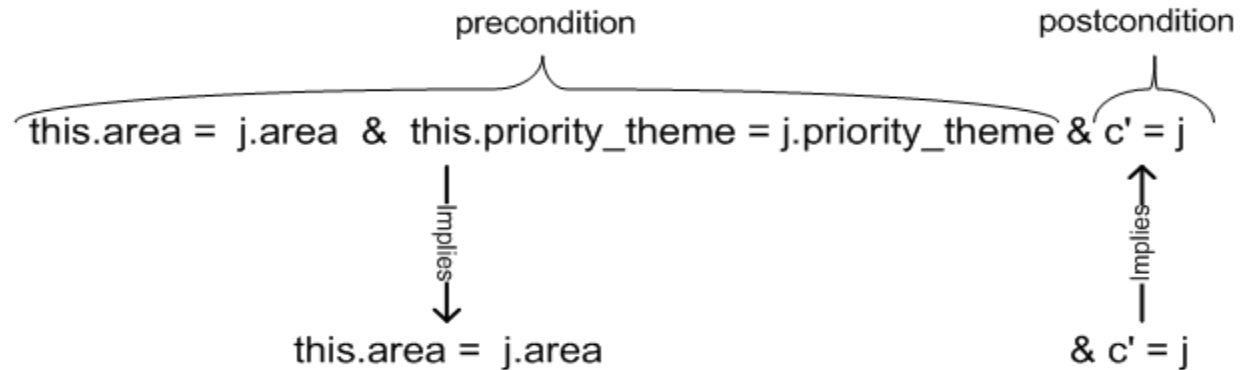 precondition postcondition
this.area = j.area & this.priority_theme = j.priority_theme & c' = j
Implies Implies
this.area = j.area & c' = j